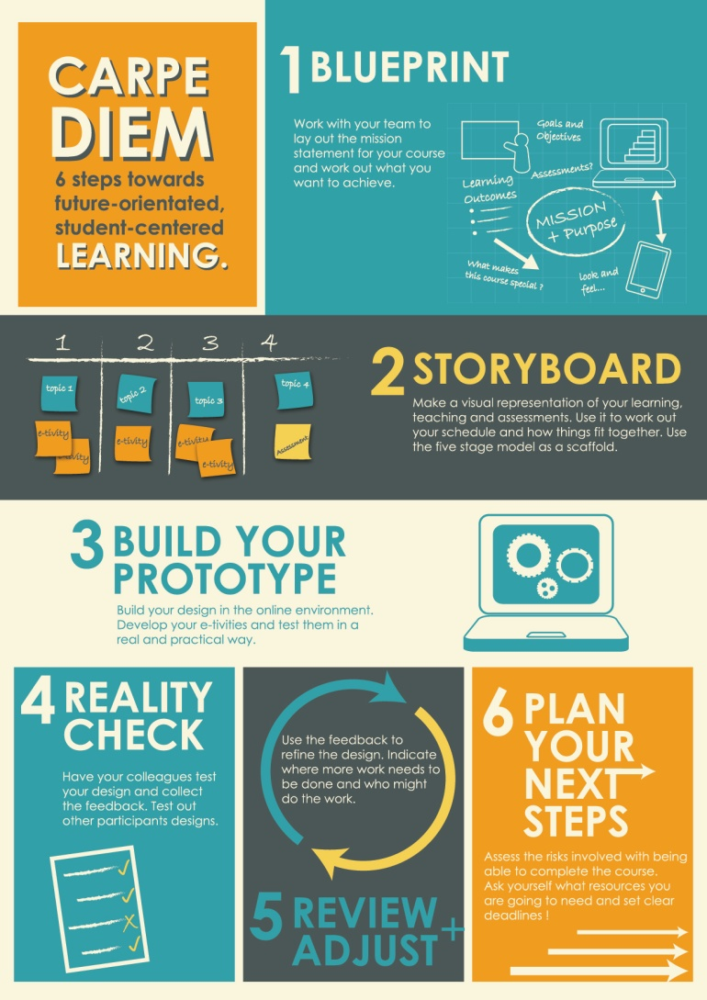 CARPE
DIEM
6 steps towards
future-orientated,
student-centered
LEARNING.
1 BLUEPRINT
Work with your team to
lay out the mission
statement for your course
and work out what you
want to achieve.
Goals and
Objectives
Assessments?
Learning
Outcomes
MISSION
+ Purpose
What makes
this course special ?
Look and
feel...
1 2 3 4
topic 1
topic 2
topic 3
topic 4
e-tivity
e-tivity
e-tivity
e-tivity
Assessment
2 STORYBOARD
Make a visual representation of your learning,
teaching and assessments. Use it to work out
your schedule and how things fit together. Use
the five stage model as a scaffold.
3 BUILD YOUR
PROTOTYPE
Build your design in the online environment.
Develop your e-tivities and test them in a
real and practical way.
4 REALITY
CHECK
Have your colleagues test
your design and collect
the feedback. Test out
other participants designs.
Use the feedback to
refine the design. Indicate
where more work needs to
be done and who might
do the work.
5 REVIEW +
ADJUST
6 PLAN
YOUR
NEXT
STEPS
Assess the risks involved with being
able to complete the course.
Ask yourself what resources you
are going to need and set clear
deadlines !